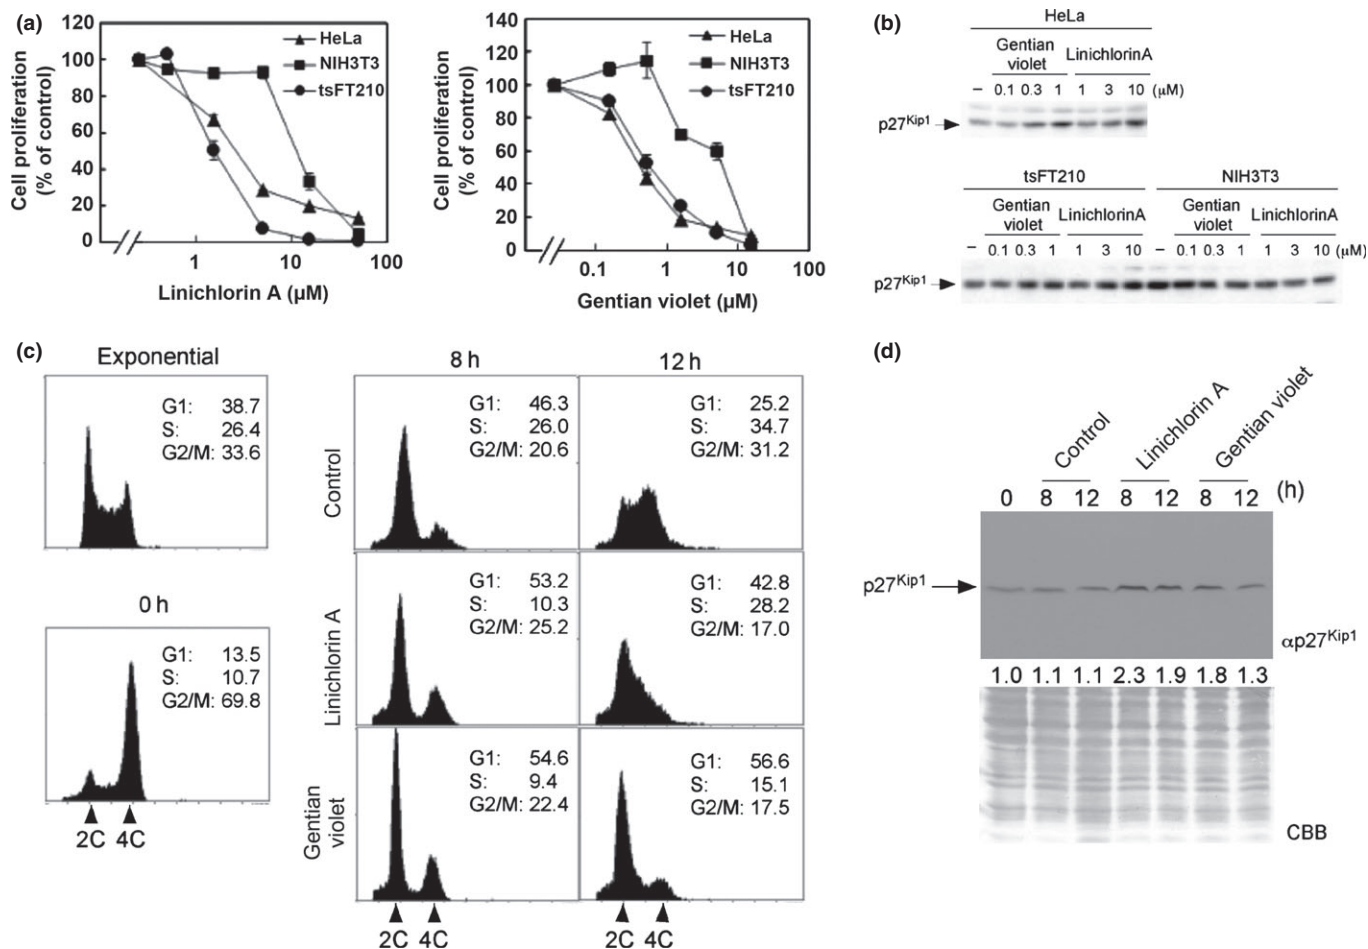 (a)
120
100
80
60
40
20
0
Cell proliferation
(% of control)
HeLa
NIH3T3
tsFT210
1 10 100
Linichlorin A (µM)
140
120
100
80
60
40
20
0
Cell proliferation
(% of control)
HeLa
NIH3T3
tsFT210
0.1 1 10
Gentian violet (µM)
(b)
HeLa
Gentian
violet
LinichlorinA
– 0.1 0.3 1 1 3 10 (µM)
p27Kip1
tsFT210 NIH3T3
Gentian
violet
LinichlorinA
Gentian
violet
LinichlorinA
– 0.1 0.3 1 1 3 10 – 0.1 0.3 1 1 3 10 (µM)
p27Kip1
(c)
Exponential
G1: 38.7
S: 26.4
G2/M: 33.6
0 h
G1: 13.5
S: 10.7
G2/M: 69.8
2C 4C
8 h 12 h
Control
G1: 46.3
S: 26.0
G2/M: 20.6
G1: 25.2
S: 34.7
G2/M: 31.2
Linichlorin A
G1: 53.2
S: 10.3
G2/M: 25.2
G1: 42.8
S: 28.2
G2/M: 17.0
Gentian
violet
G1: 54.6
S: 9.4
G2/M: 22.4
G1: 56.6
S: 15.1
G2/M: 17.5
2C 4C 2C 4C
(d)
Control
Linichlorin A
Gentian violet
0 8 12 8 12 8 12 (h)
p27Kip1
αp27Kip1
1.0 1.1 1.1 2.3 1.9 1.8 1.3
CBB